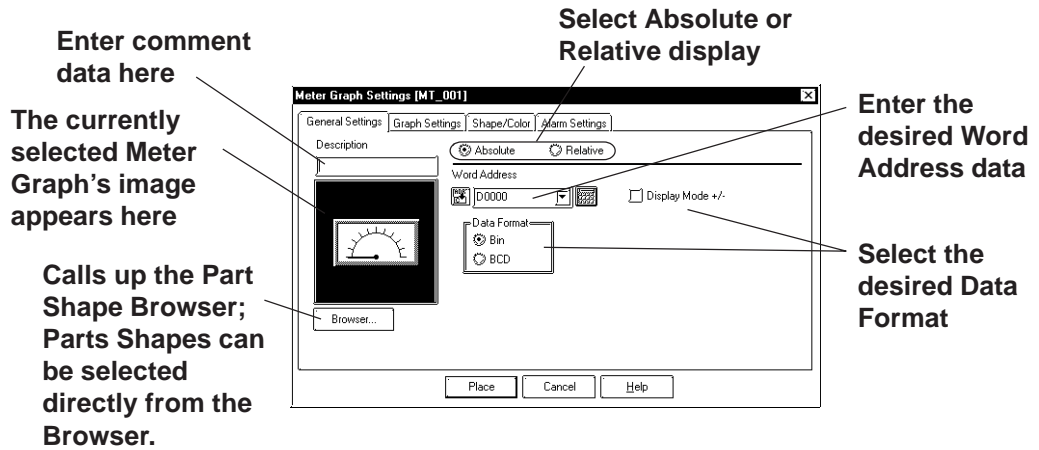 Select Absolute or
Relative display
Enter comment
data here
The currently
selected Meter
Graph's image
appears here
Calls up the Part
Shape Browser;
Parts Shapes can
be selected
directly from the
Browser.
Meter Graph Settings [MT_001]
General Settings Graph Settings Shape/Color Alarm Settings
Description
Absolute Relative
Word Address
D0000
Display Mode +/-
Data Format
Bin
BCD
Browser...
Place Cancel Help
Enter the
desired Word
Address data
Select the
desired Data
Format